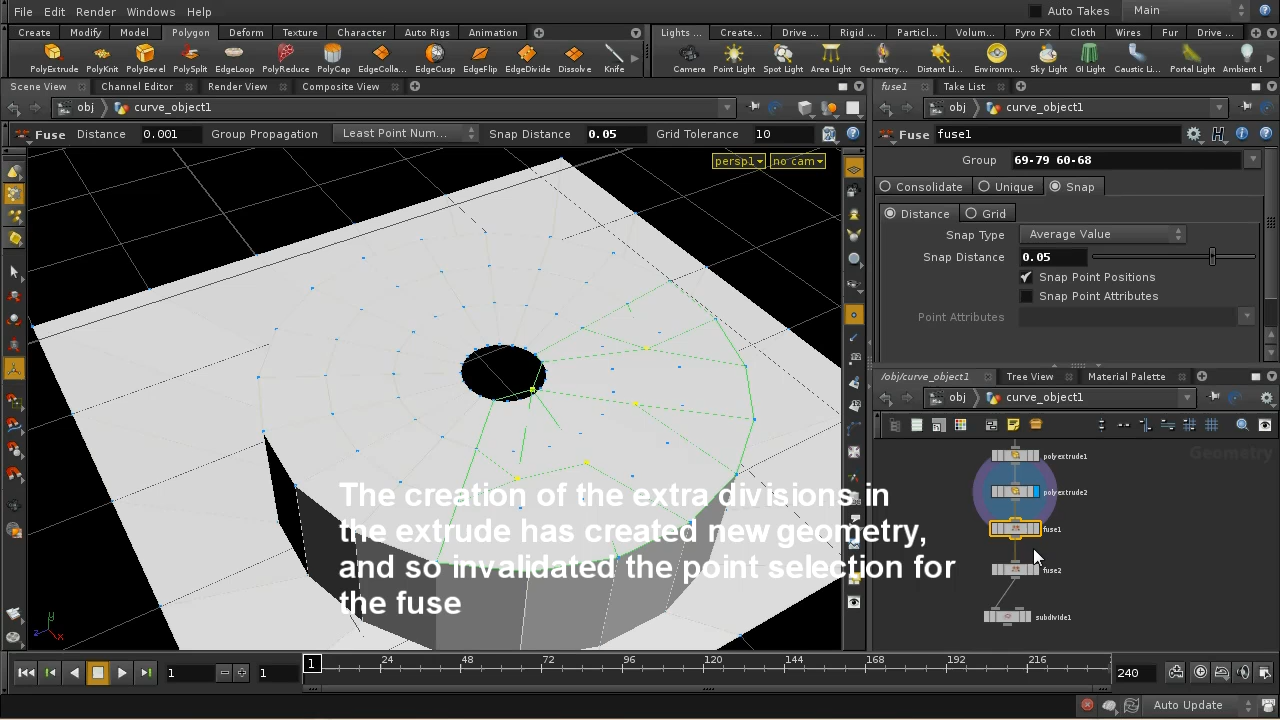 File Edit Render Windows Help
Auto Takes Main
Create Modify Model Polygon Deform Texture Character Auto Rigs Animation
Lights ... Create... Drive ... Rigid ... Particl... Volum... Pyro FX Cloth Wires Fur Drive ...
PolyExtrude PolyKnit PolyBevel PolySplit EdgeLoop PolyReduce PolyCap EdgeColla... EdgeCusp EdgeFlip EdgeDivide Dissolve Knife
Camera Point Light Spot Light Area Light Geometry... Distant Li... Environm... Sky Light GI Light Caustic Li... Portal Light Ambient L
Scene View Channel Editor Render View Composite View
fuse1 Take List
obj curve_object1
obj curve_object1
Fuse Distance 0.001 Group Propagation Least Point Num... Snap Distance 0.05 Grid Tolerance 10
Fuse fuse1
persp1 no cam
Group 69-79 60-68
Consolidate Unique Snap
Distance Grid
Snap Type Average Value
Snap Distance 0.05
Snap Point Positions
Snap Point Attributes
Point Attributes
/obj/curve_object1 Tree View Material Palette
obj curve_object1
Geometry
polyextrude1
polyextrude2
fuse1
fuse2
subdivide1
The creation of the extra divisions in
the extrude has created new geometry,
and so invalidated the point selection for
the fuse
y
z x
1 1 1 24 48 72 96 120 144 168 192 216 240
Auto Update